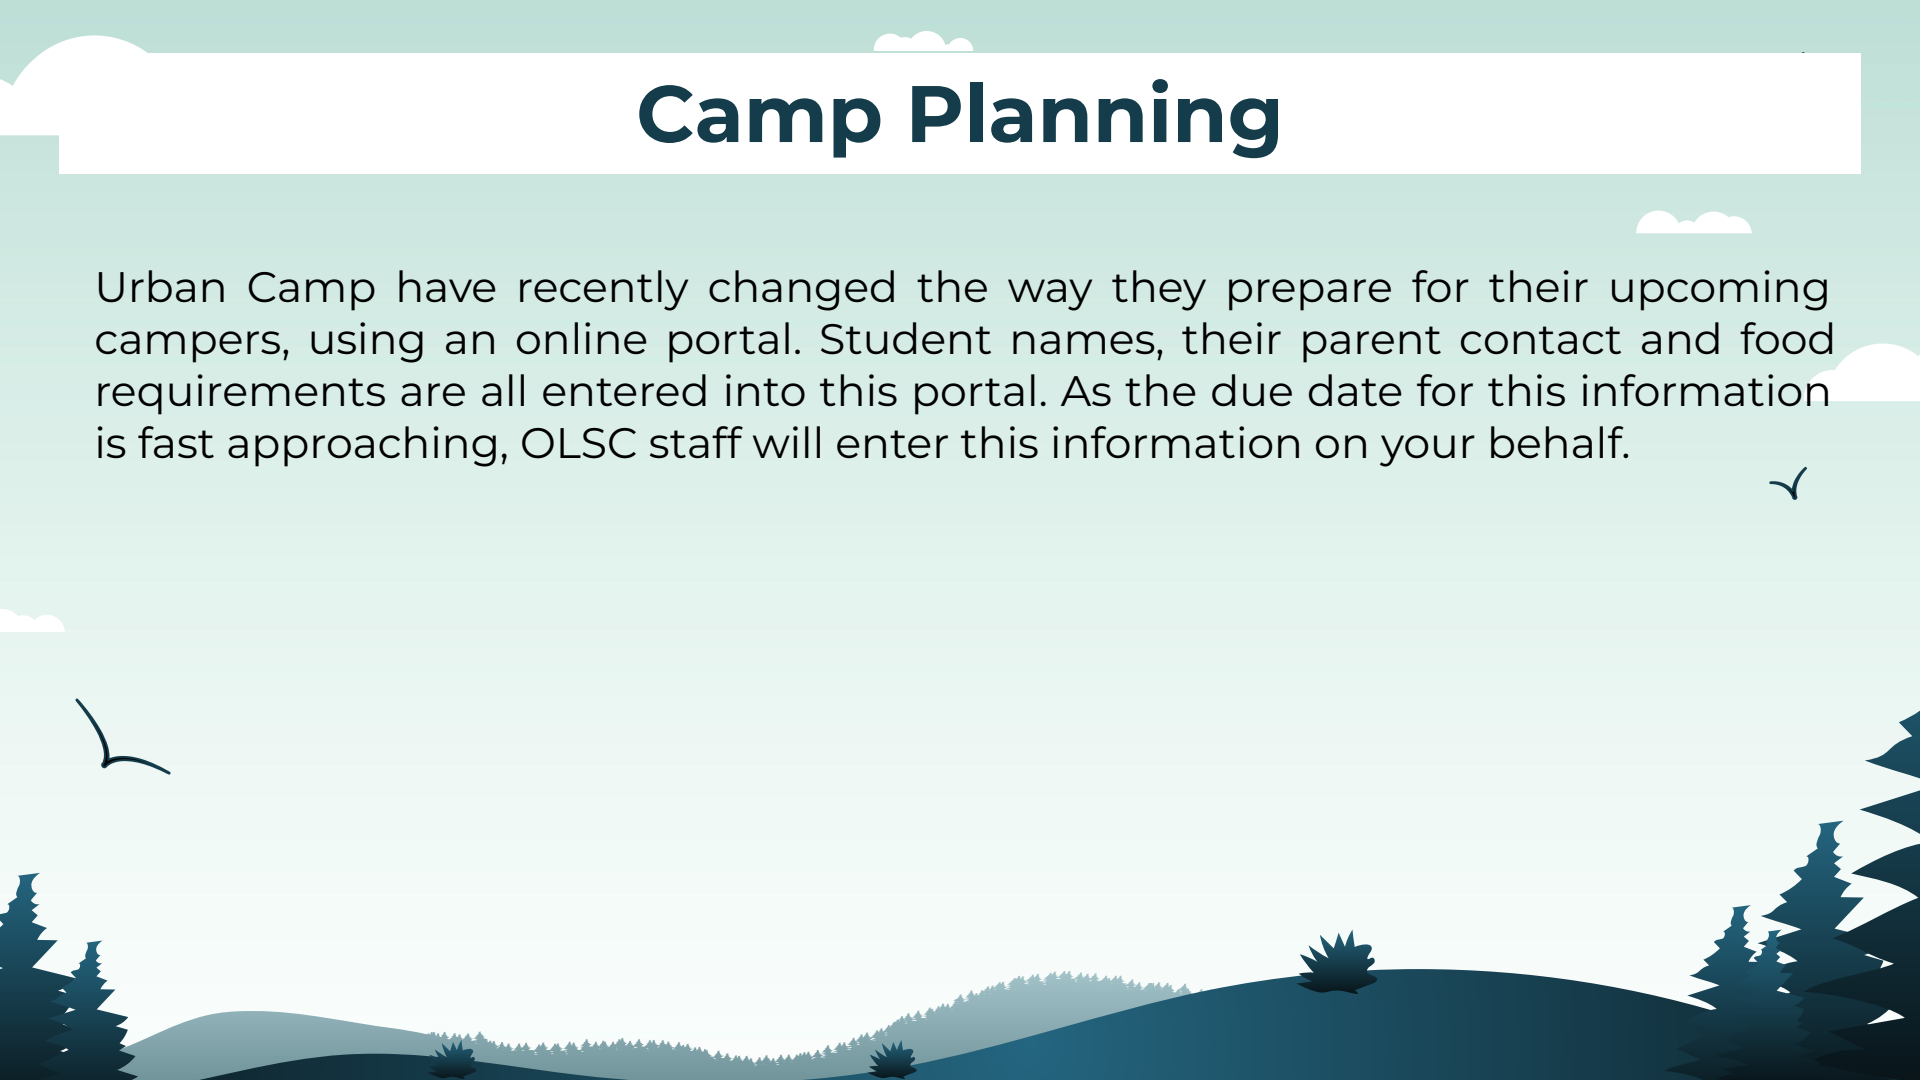 Camp Planning
Urban Camp have recently changed the way they prepare for their upcoming
campers, using an online portal. Student names, their parent contact and food
requirements are all entered into this portal. As the due date for this information
is fast approaching, OLSC staff will enter this information on your behalf.